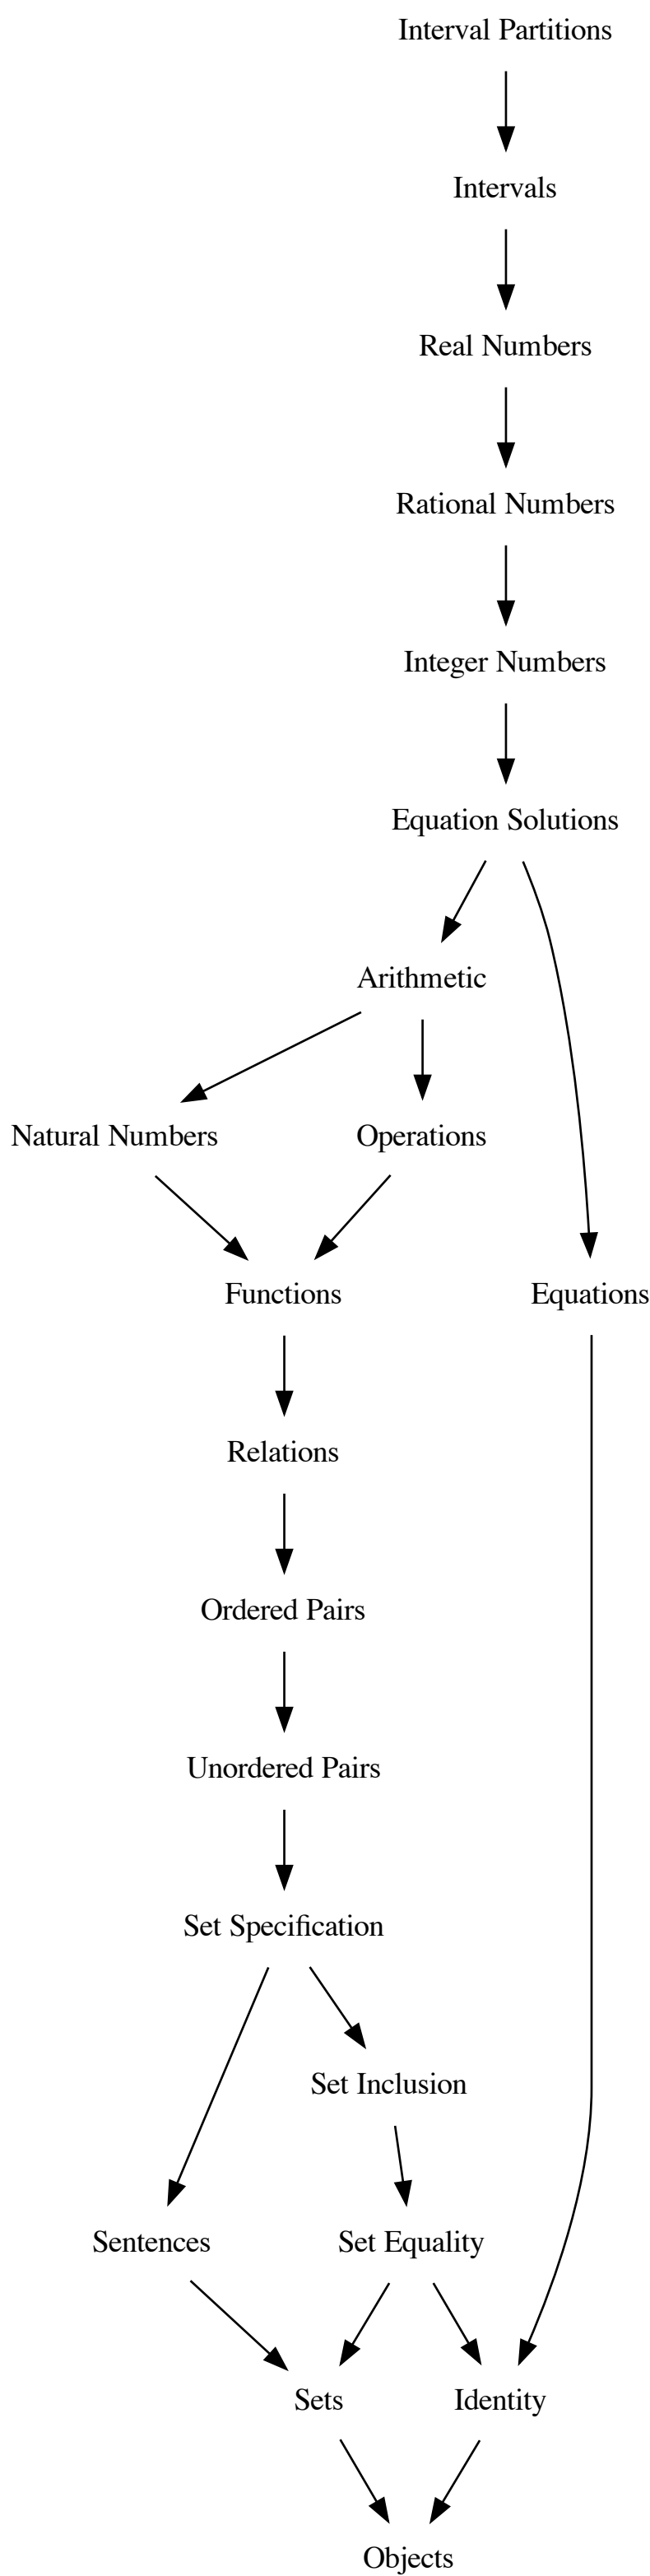 Interval Partitions
Intervals
Real Numbers
Rational Numbers
Integer Numbers
Equation Solutions
Arithmetic
Natural Numbers
Operations
Functions
Equations
Relations
Ordered Pairs
Unordered Pairs
Set Specification
Set Inclusion
Sentences
Set Equality
Sets
Identity
Objects